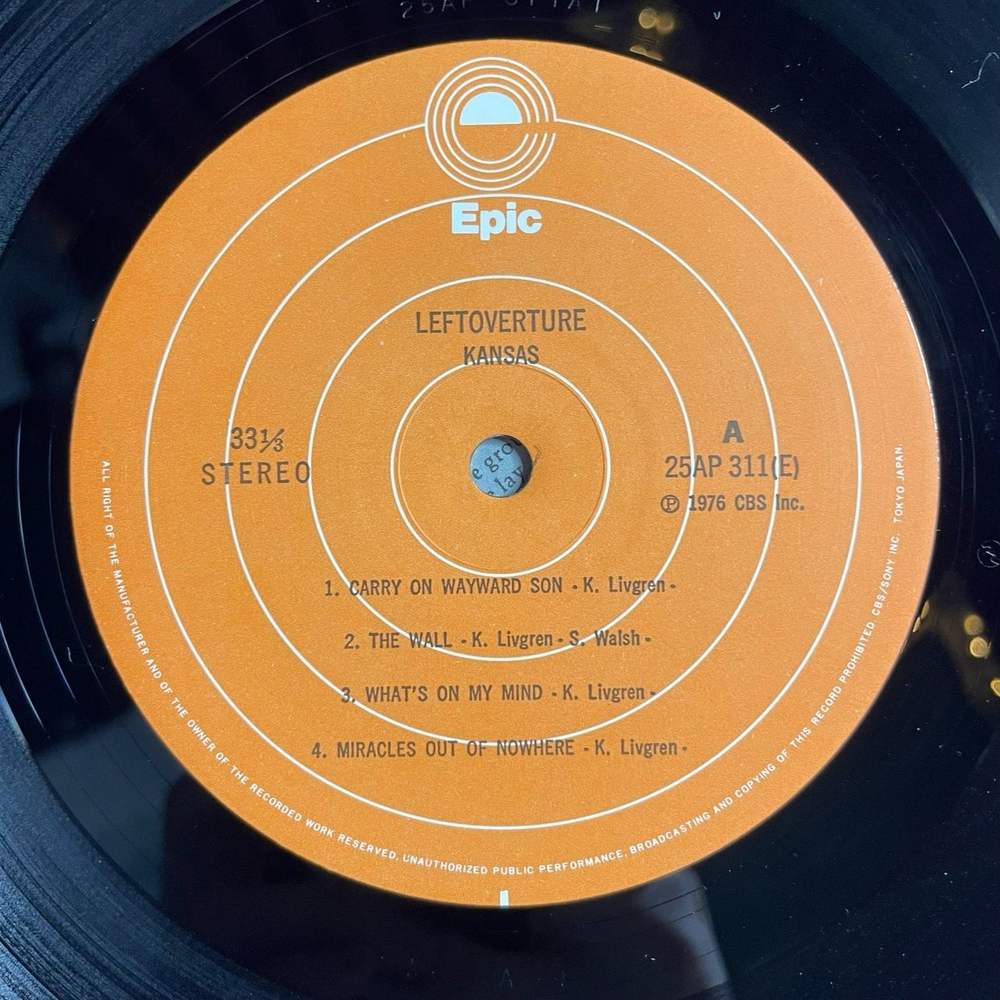 Epic
LEFTOVERTURE
KANSAS
33⅓
STEREO
A
25AP 311(E)
Ⓟ 1976 CBS Inc.
1. CARRY ON WAYWARD SON - K. Livgren -
2. THE WALL - K. Livgren - S. Walsh -
3. WHAT'S ON MY MIND - K. Livgren -
4. MIRACLES OUT OF NOWHERE - K. Livgren -
ALL RIGHT OF THE MANUFACTURER AND OF THE OWNER OF THE RECORDED WORK RESERVED. UNAUTHORIZED PUBLIC PERFORMANCE, BROADCASTING AND COPYING OF THIS RECORD PROHIBITED. CBS/SONY INC. TOKYO JAPAN